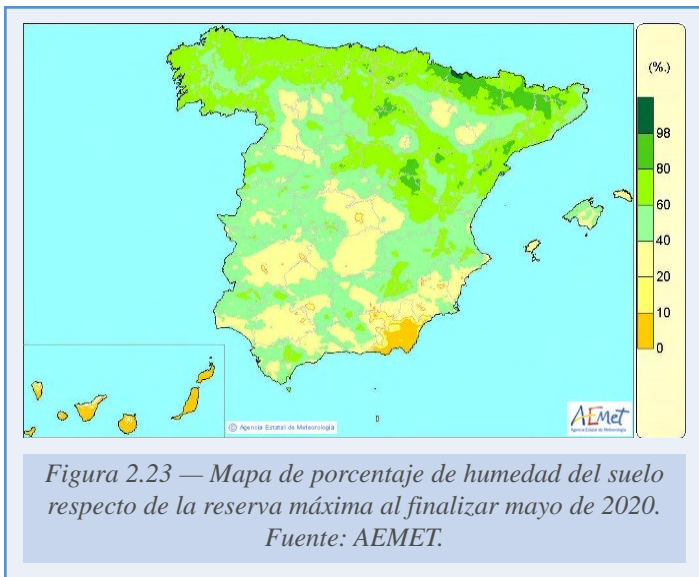 (%.)
98
80
60
40
20
10
0
© Agencia Estatal de Meteorología
AEMet
Agencia Estatal de Meteorología
Figura 2.23 — Mapa de porcentaje de humedad del suelo
respecto de la reserva máxima al finalizar mayo de 2020.
Fuente: AEMET.